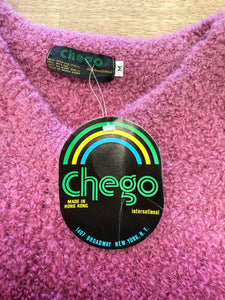 chego
M
chego
MADE IN
HONG KONG
international
1407 BROADWAY NEW YORK, N.Y.